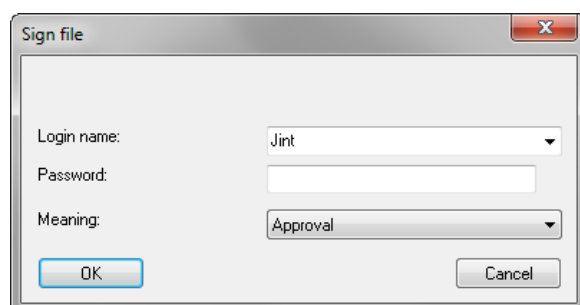 Sign file
Login name:
Jint
Password:
Meaning:
Approval
OK
Cancel